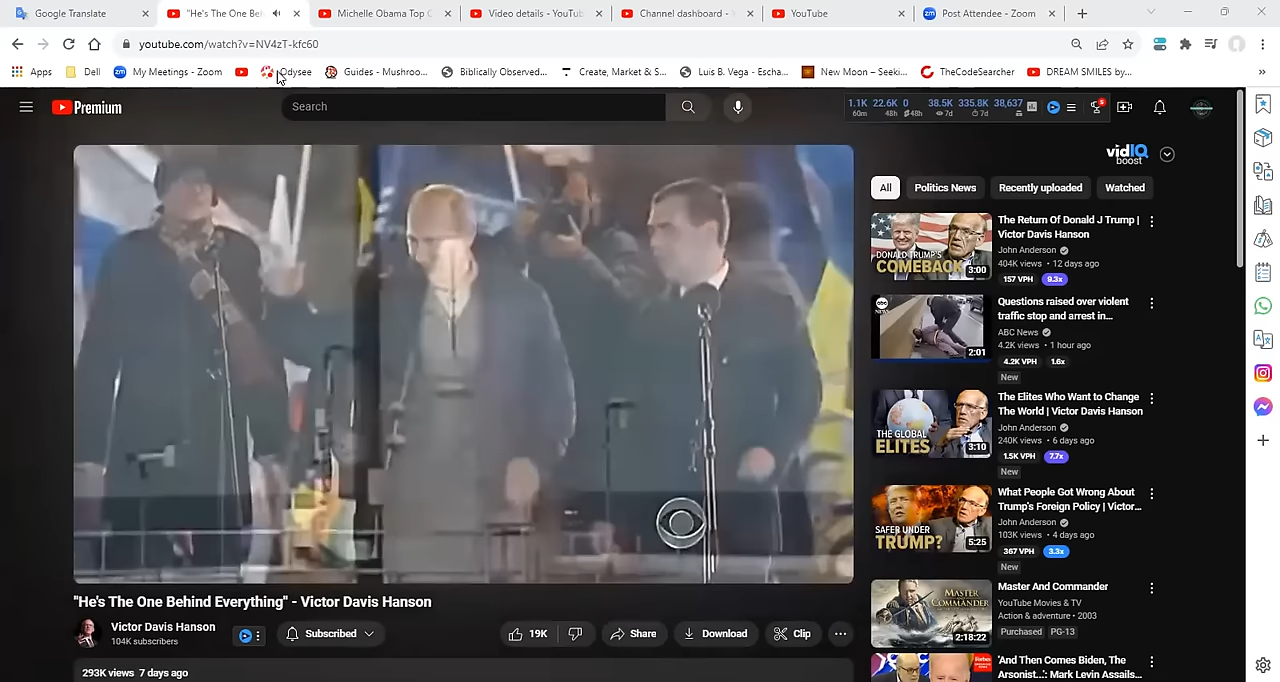 Google Translate
"He's The One Beh
Michelle Obama Top
Video details - YouTu
Channel dashboard -
YouTube
Post Attendee - Zoom
youtube.com/watch?v=NV4zT-kfc60
Apps
Dell
My Meetings - Zoom
Odysee
Guides - Mushroo...
Biblically Observed...
Create, Market & S...
Luis B. Vega - Escha...
New Moon – Seeki...
TheCodeSearcher
DREAM SMILES by...
Premium
Search
1.1K 22.6K 0 38.5K 335.8K 38,637
60m 48h 48h 7d 7d
vidIQ
boost
All
Politics News
Recently uploaded
Watched
DONALD TRUMP'S
COMEBACK
3:00
The Return Of Donald J Trump |
Victor Davis Hanson
John Anderson
404K views • 12 days ago
157 VPH 9.3x
abc
NEWS
2:01
Questions raised over violent
traffic stop and arrest in...
ABC News
4.2K views • 1 hour ago
4.2K VPH 1.6x
New
THE GLOBAL
ELITES
3:10
The Elites Who Want to Change
The World | Victor Davis Hanson
John Anderson
240K views • 6 days ago
1.5K VPH 7.7x
New
SAFER UNDER
TRUMP?
5:25
What People Got Wrong About
Trump's Foreign Policy | Victor...
John Anderson
103K views • 4 days ago
367 VPH 3.3x
New
MASTER AND
COMMANDER
2:18:22
Master And Commander
YouTube Movies & TV
Action & adventure • 2003
Purchased PG-13
Forbes
'And Then Comes Biden, The
Arsonist...': Mark Levin Assails...
"He's The One Behind Everything" - Victor Davis Hanson
Victor Davis Hanson
104K subscribers
Subscribed
19K
Share
Download
Clip
293K views 7 days ago